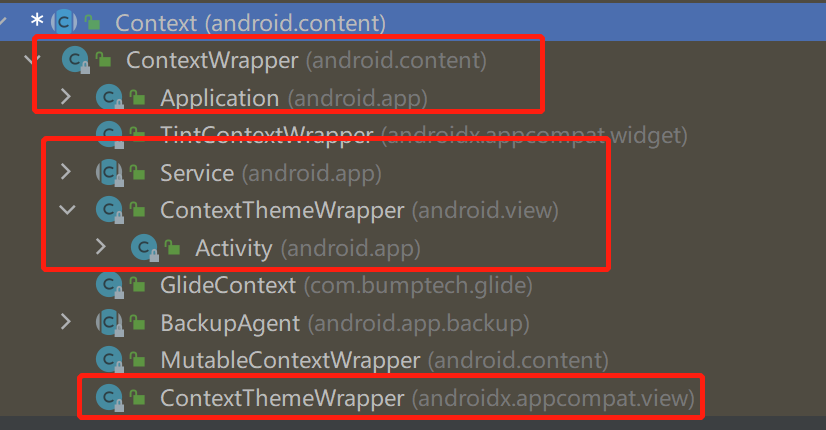 * Context (android.content)
ContextWrapper (android.content)
Application (android.app)
TintContextWrapper (androidx.appcompat.widget)
Service (android.app)
ContextThemeWrapper (android.view)
Activity (android.app)
GlideContext (com.bumptech.glide)
BackupAgent (android.app.backup)
MutableContextWrapper (android.content)
ContextThemeWrapper (androidx.appcompat.view)